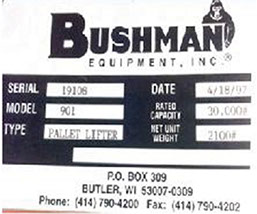 BUSHMAN
EQUIPMENT, INC.®
SERIAL 19108 DATE 4/18/97
MODEL 901 RATED CAPACITY 30,000#
TYPE PALLET LIFTER NET UNIT WEIGHT 2100#
P.O. BOX 309
BUTLER, WI 53007-0309
Phone: (414) 790-4200 Fax: (414) 790-4202